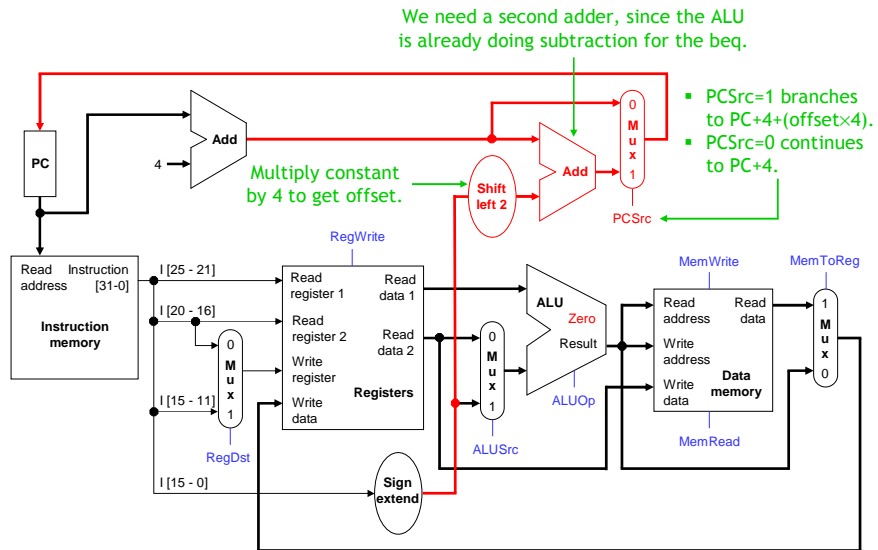 We need a second adder, since the ALU
is already doing subtraction for the beq.
▪ PCSrc=1 branches
to PC+4+(offset×4).
▪ PCSrc=0 continues
to PC+4.
0
M
u
x
1
PCSrc
Add
Add
PC
4
Multiply constant
by 4 to get offset.
Shift
left 2
RegWrite
MemWrite
MemToReg
Read
address
Instruction
[31-0]
Instruction
memory
I [25 - 21]
I [20 - 16]
I [15 - 11]
I [15 - 0]
0
M
u
x
1
RegDst
Read
register 1
Read
register 2
Write
register
Write
data
Read
data 1
Read
data 2
Registers
0
M
u
x
1
ALUSrc
ALU
Zero
Result
ALUOp
Read
address
Write
address
Write
data
Read
data
Data
memory
MemRead
1
M
u
x
0
Sign
extend